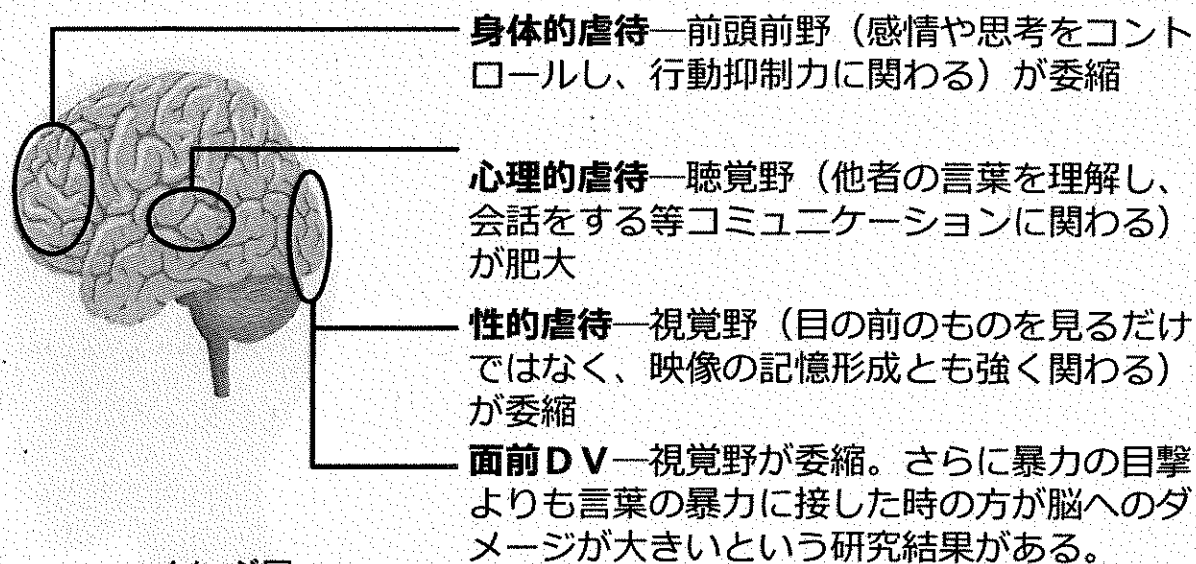 身体的虐待―前頭前野（感情や思考をコント
ロールし、行動抑制力に関わる）が委縮
心理的虐待―聴覚野（他者の言葉を理解し、
会話をする等コミュニケーションに関わる）
が肥大
性的虐待―視覚野（目の前のものを見るだけ
ではなく、映像の記憶形成とも強く関わる）
が委縮
面前ＤＶ―視覚野が委縮。さらに暴力の目撃
よりも言葉の暴力に接した時の方が脳へのダ
メージが大きいという研究結果がある。